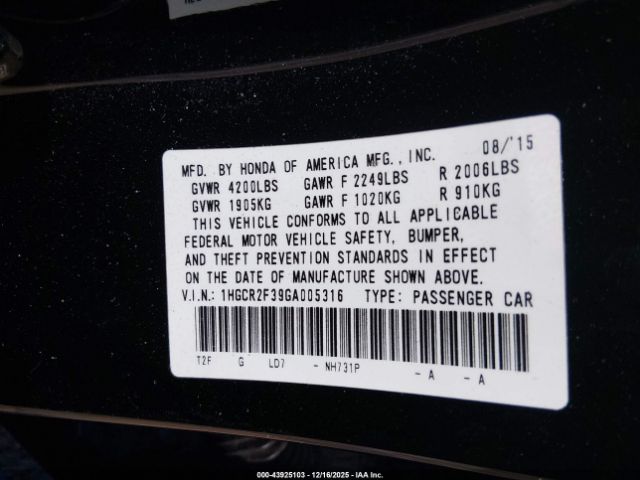 MFD. BY HONDA OF AMERICA MFG., INC. 08/'15
GVWR 4200LBS GAWR F 2249LBS R 2006LBS
GVWR 1905KG GAWR F 1020KG R 910KG
THIS VEHICLE CONFORMS TO ALL APPLICABLE
FEDERAL MOTOR VEHICLE SAFETY, BUMPER,
AND THEFT PREVENTION STANDARDS IN EFFECT
ON THE DATE OF MANUFACTURE SHOWN ABOVE.
V.I.N.: 1HGCR2F39GA005316 TYPE: PASSENGER CAR
T2F G LD7 - NH731P - A - A
000-43925103 - 12/16/2025 - IAA Inc.